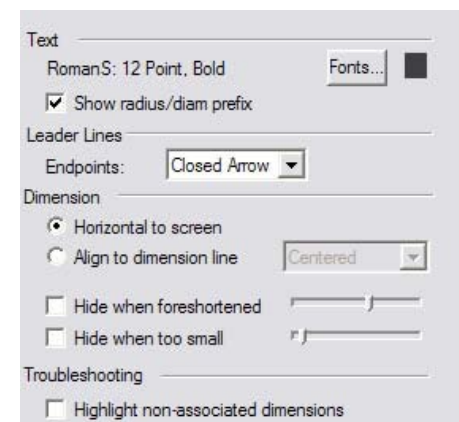 Text
RomanS: 12 Point, Bold Fonts...
Show radius/diam prefix
Leader Lines
Endpoints: Closed Arrow
Dimension
Horizontal to screen
Align to dimension line Centered
Hide when foreshortened
Hide when too small
Troubleshooting
Highlight non-associated dimensions